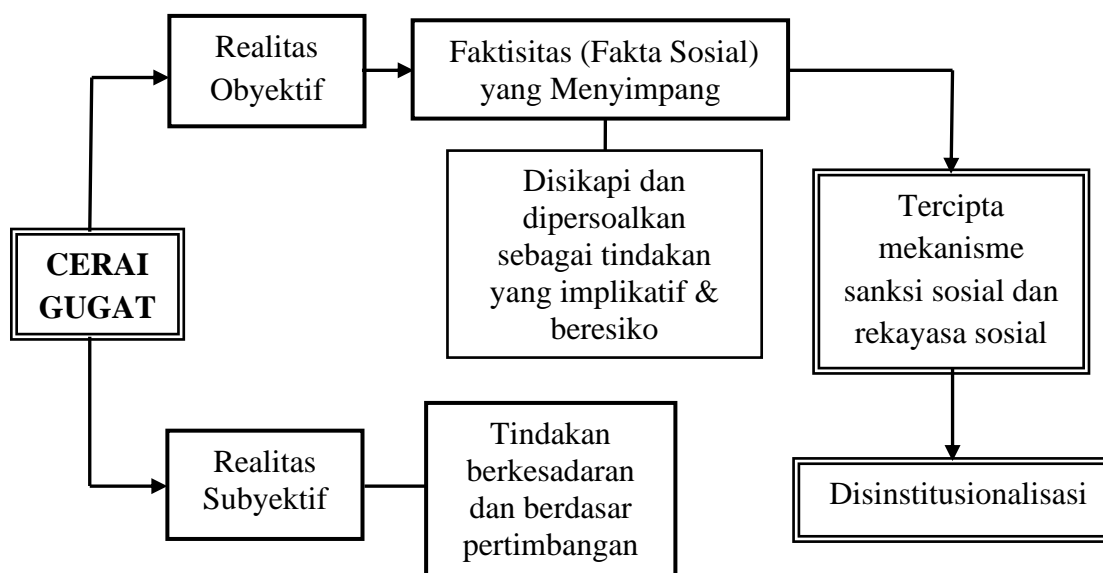 Realitas
Obyektif
Faktisitas (Fakta Sosial)
yang Menyimpang
Disikapi dan
dipersoalkan
sebagai tindakan
yang implikatif &
beresiko
Tercipta
mekanisme
sanksi sosial dan
rekayasa sosial
CERAI
GUGAT
Realitas
Subyektif
Tindakan
berkesadaran
dan berdasar
pertimbangan
Disinstitusionalisasi